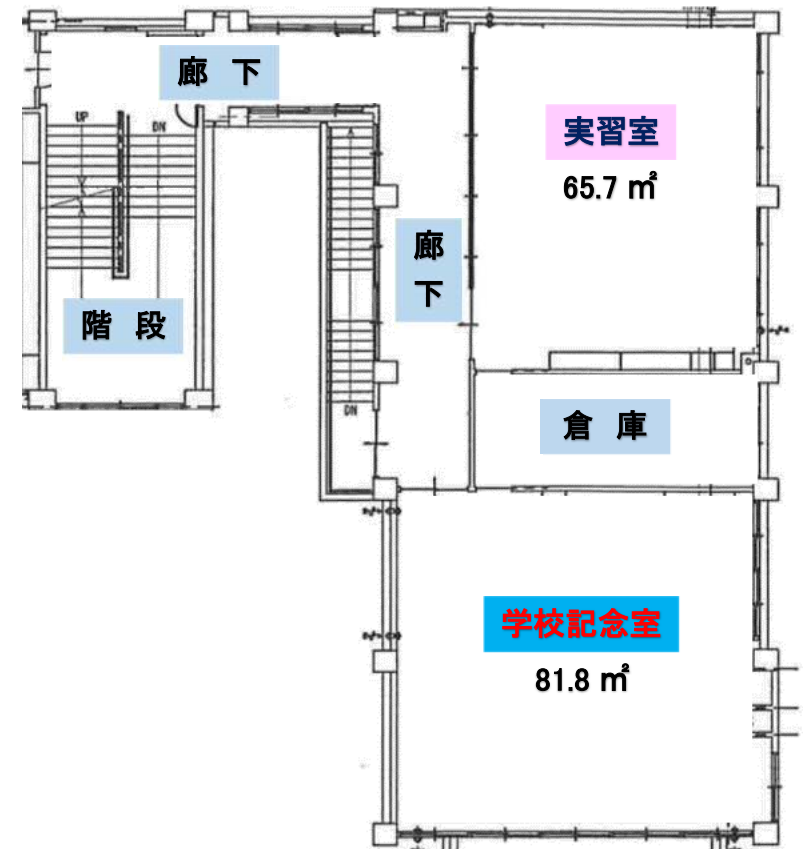 廊 下
実習室
65.7 ㎡
UP
DN
廊
下
階 段
DN
倉 庫
学校記念室
81.8 ㎡